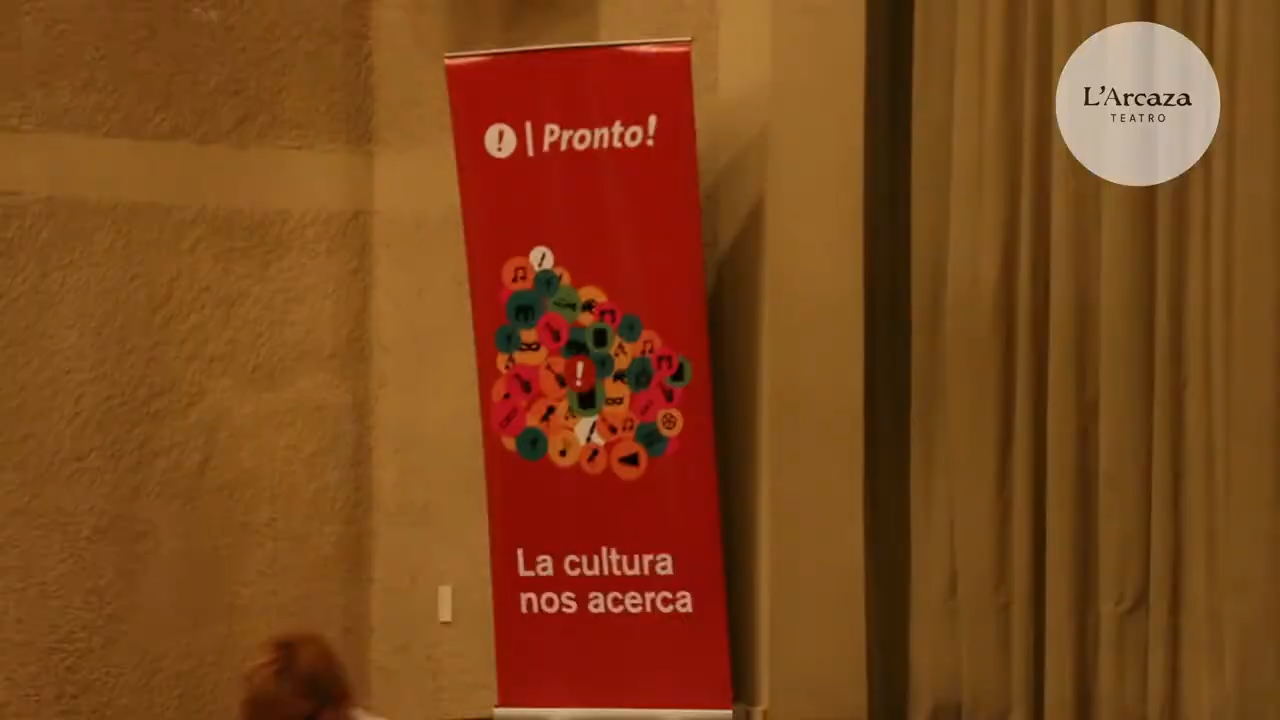 ! | Pronto!
!
La cultura
nos acerca
L'Arcaza
TEATRO